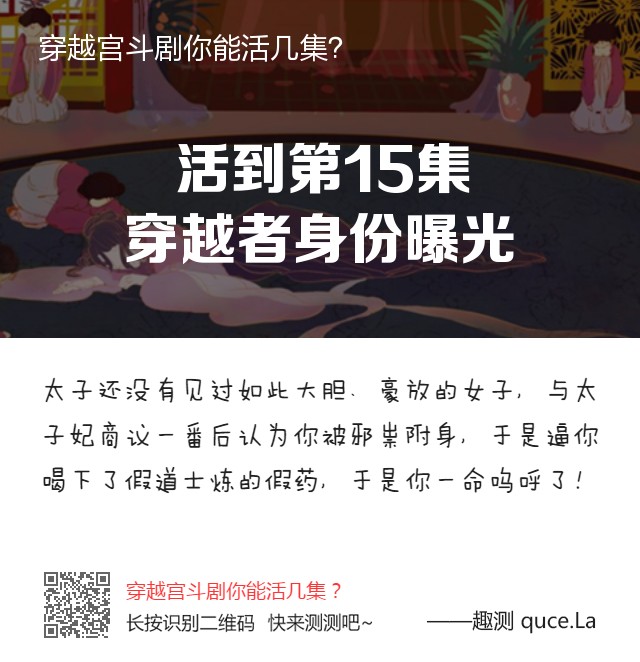 穿越宫斗剧你能活几集?
活到第15集
穿越者身份曝光
太子还没有见过如此大胆、豪放的女子,与太
子妃商议一番后认为你被邪祟附身,于是逼你
喝下了假道士炼的假药,于是你一命呜呼了!
穿越宫斗剧你能活几集?
长按识别二维码 快来测测吧~
——趣测 quce.La